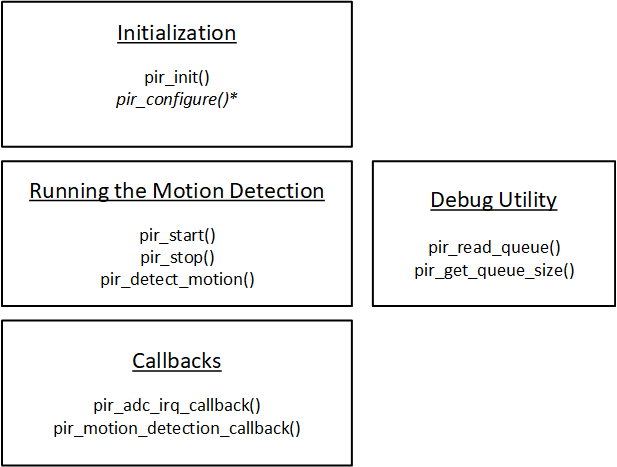 Initialization
pir_init()
pir_configure()*
Running the Motion Detection
pir_start()
pir_stop()
pir_detect_motion()
Debug Utility
pir_read_queue()
pir_get_queue_size()
Callbacks
pir_adc_irq_callback()
pir_motion_detection_callback()